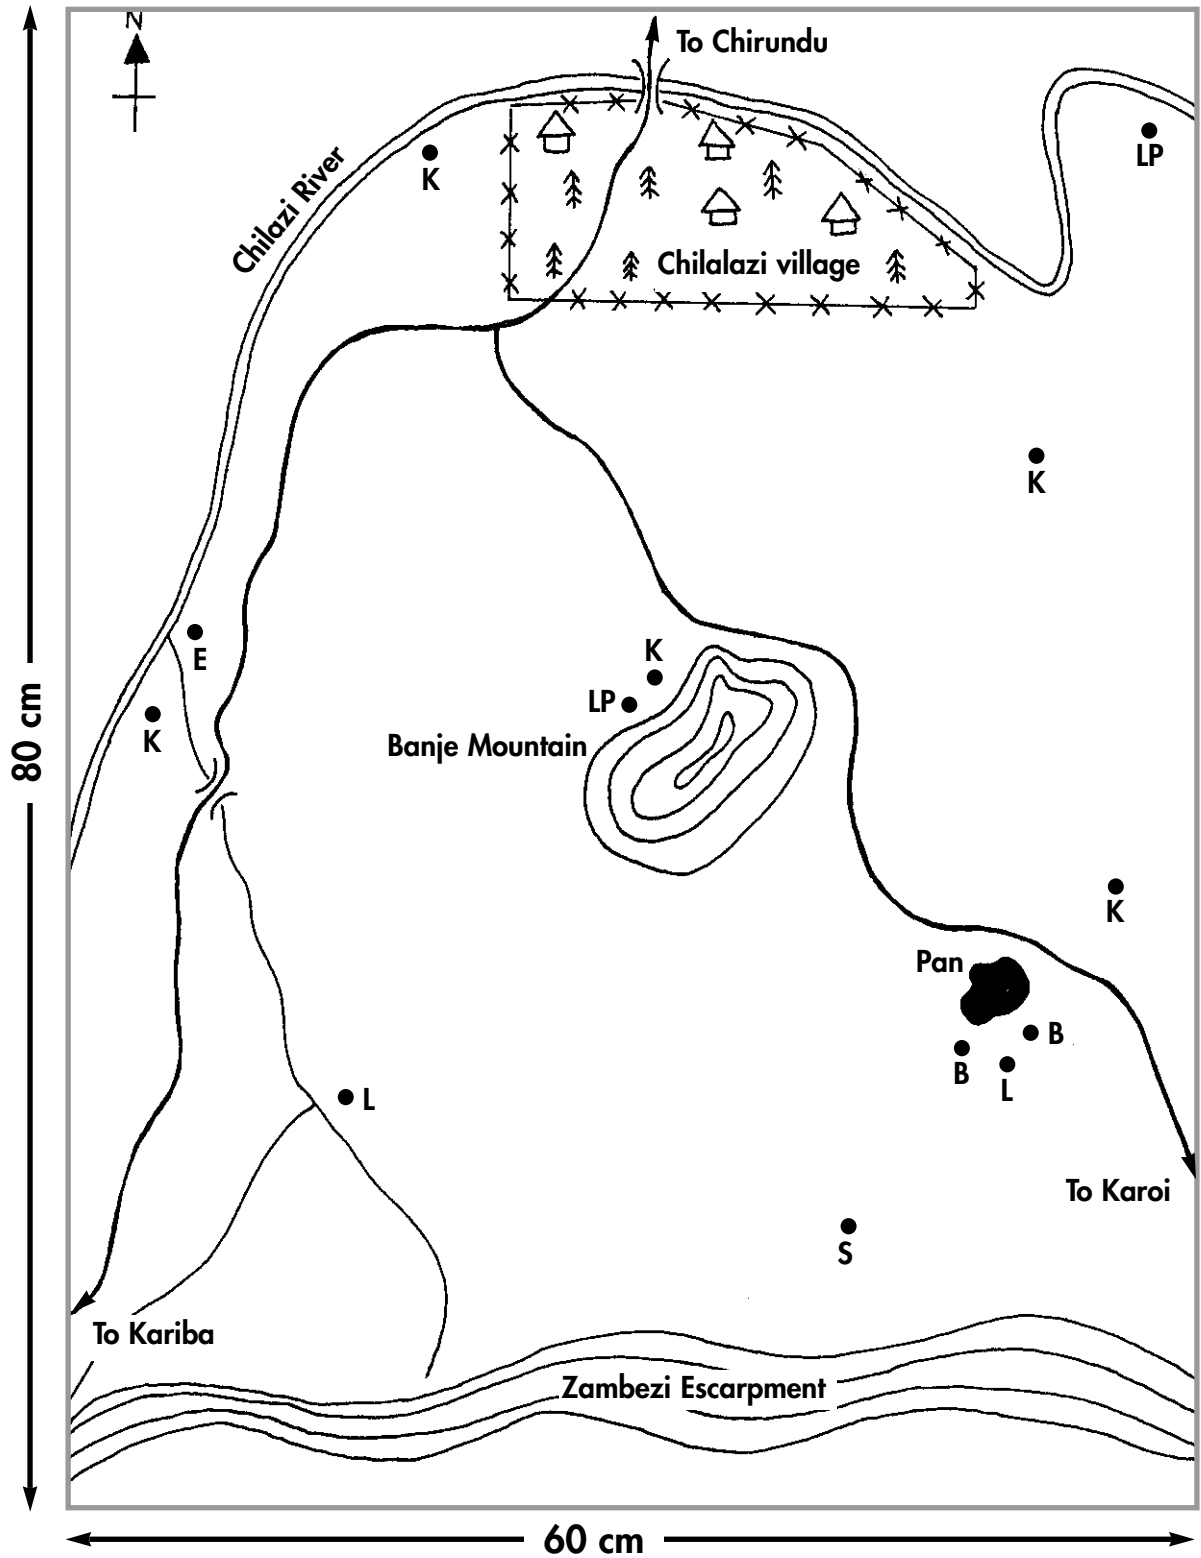 N
To Chirundu
LP
K
Chilazi River
Chilalazi village
K
E
K
LP
K
Banje Mountain
K
Pan
B
B
L
L
To Karoi
S
To Kariba
Zambezi Escarpment
80 cm
60 cm